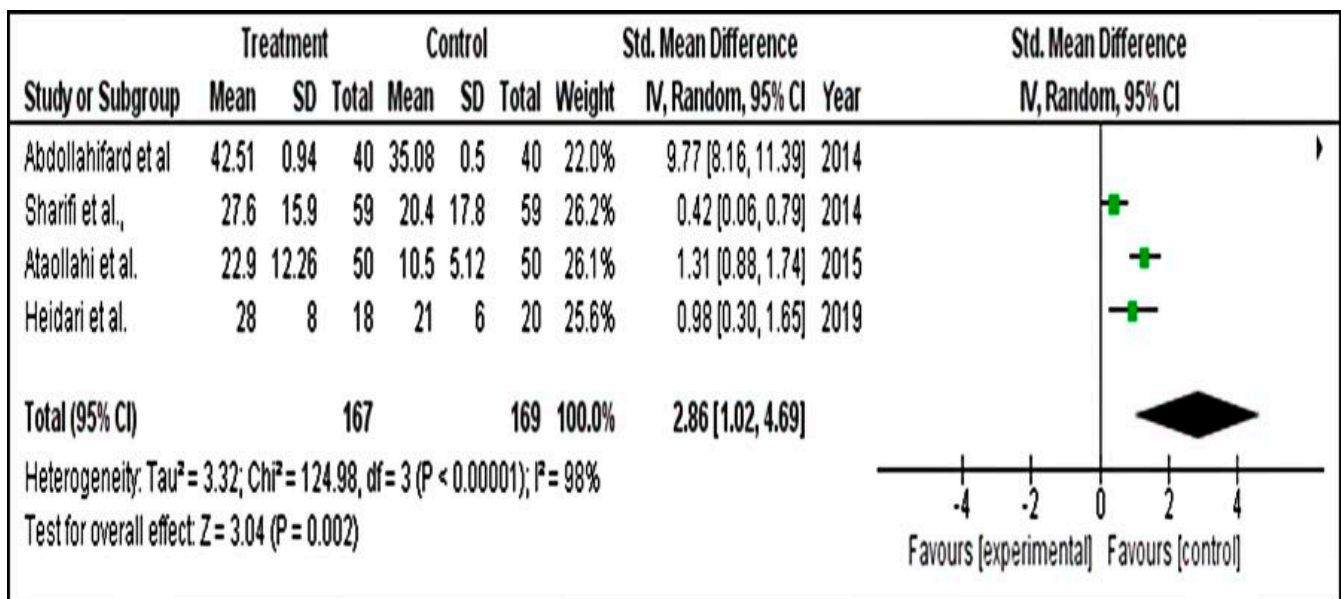 Treatment Control Std. Mean Difference Std. Mean Difference
Study or Subgroup Mean SD Total Mean SD Total Weight IV, Random, 95% CI Year IV, Random, 95% CI
Abdollahifard et al 42.51 0.94 40 35.08 0.5 40 22.0% 9.77 [8.16, 11.39] 2014
Sharifi et al., 27.6 15.9 59 20.4 17.8 59 26.2% 0.42 [0.06, 0.79] 2014
Ataollahi et al. 22.9 12.26 50 10.5 5.12 50 26.1% 1.31 [0.88, 1.74] 2015
Heidari et al. 28 8 18 21 6 20 25.6% 0.98 [0.30, 1.65] 2019
Total (95% CI) 167 169 100.0% 2.86 [1.02, 4.69]
Heterogeneity: Tau² = 3.32; Chi² = 124.98, df = 3 (P < 0.00001); I² = 98%
Test for overall effect: Z = 3.04 (P = 0.002)
-4 -2 0 2 4
Favours [experimental] Favours [control]